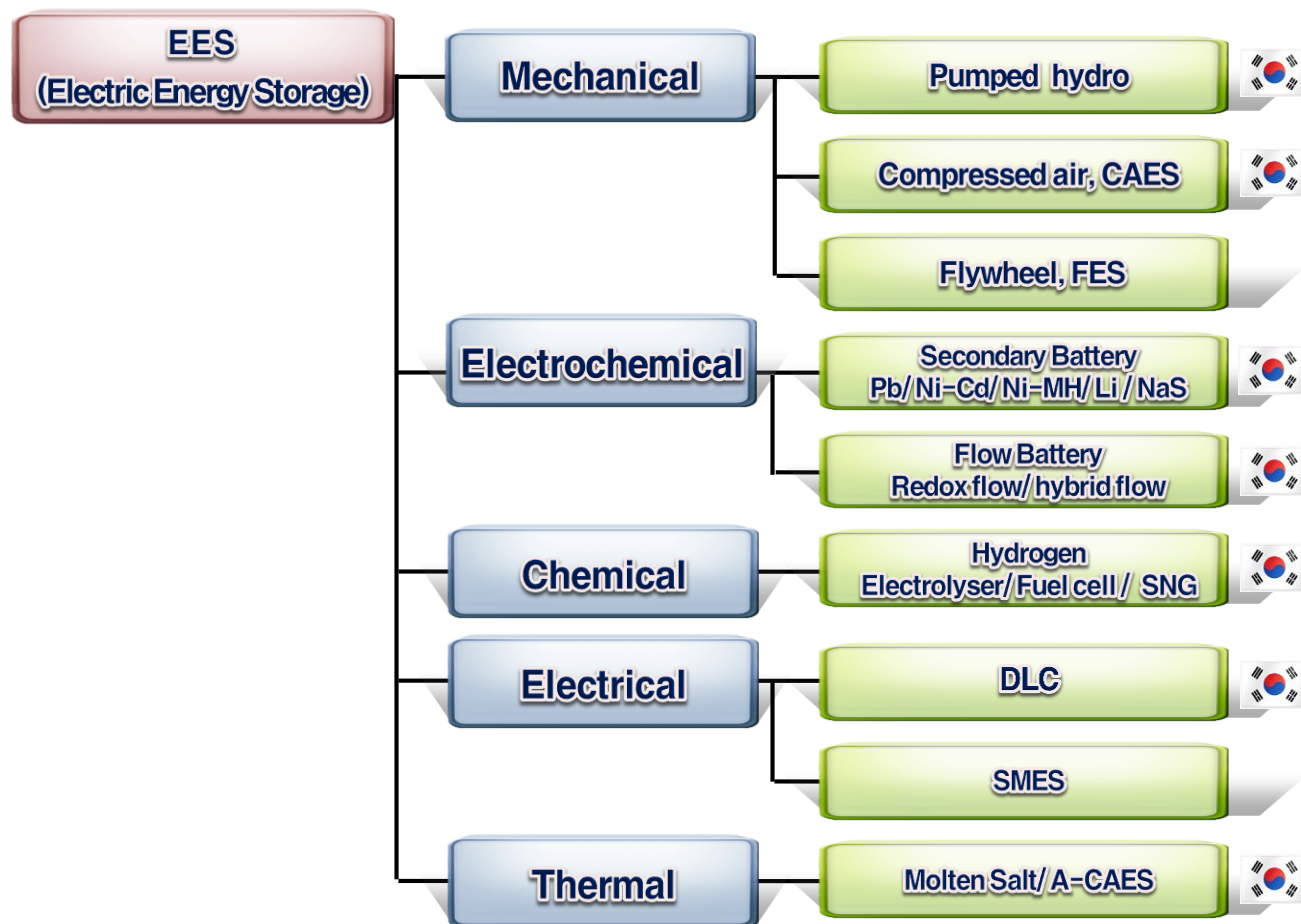 EES
(Electric Energy Storage)
Mechanical
Pumped hydro
Compressed air, CAES
Flywheel, FES
Electrochemical
Secondary Battery
Pb/ Ni-Cd/ Ni-MH/ Li / NaS
Flow Battery
Redox flow/ hybrid flow
Chemical
Hydrogen
Electrolyser/ Fuel cell / SNG
Electrical
DLC
SMES
Thermal
Molten Salt/ A-CAES